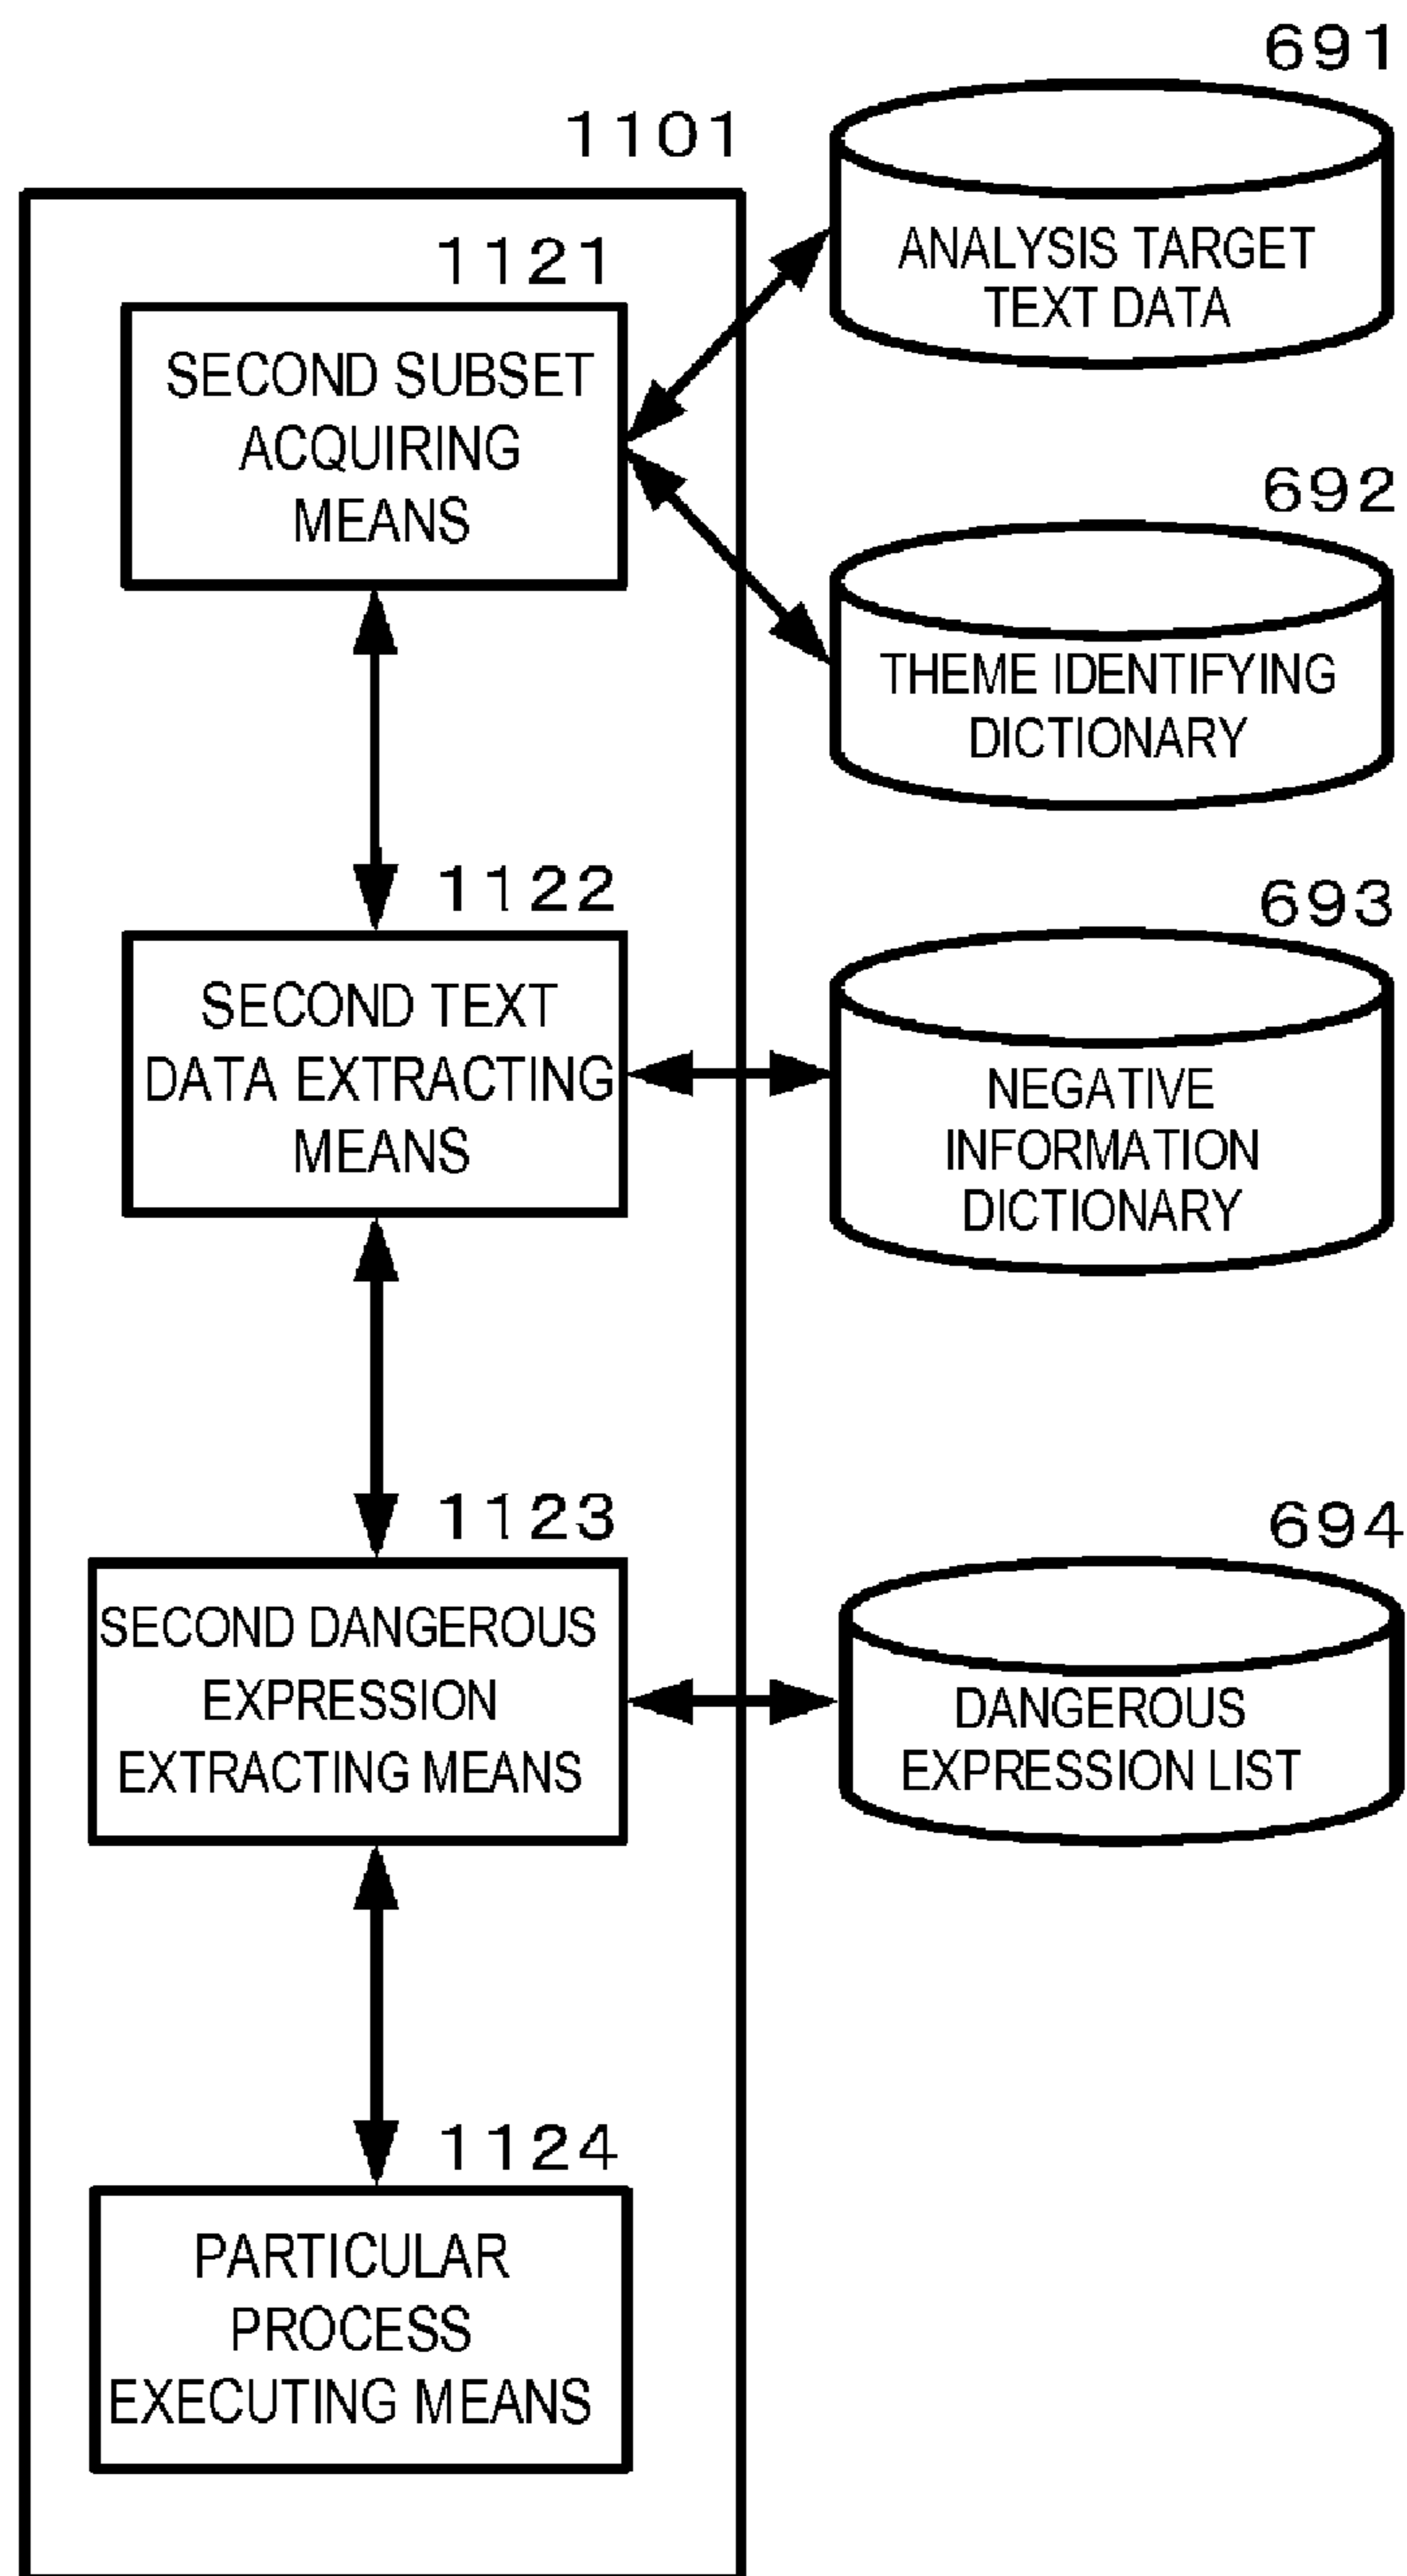 691
1101
ANALYSIS TARGET
TEXT DATA
1121
SECOND SUBSET
ACQUIRING
MEANS
692
THEME IDENTIFYING
DICTIONARY
1122
SECOND TEXT
DATA EXTRACTING
MEANS
693
NEGATIVE
INFORMATION
DICTIONARY
1123
SECOND DANGEROUS
EXPRESSION
EXTRACTING MEANS
694
DANGEROUS
EXPRESSION LIST
1124
PARTICULAR
PROCESS
EXECUTING MEANS